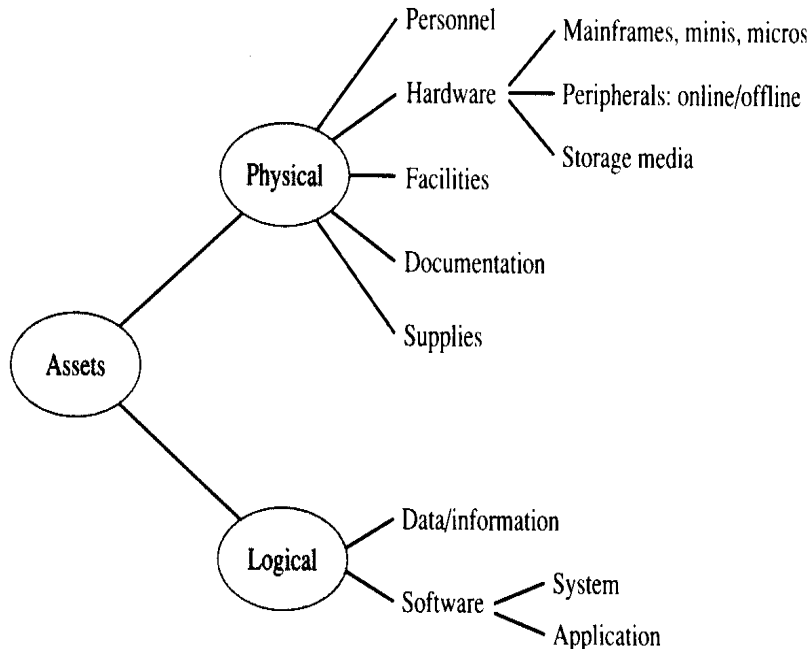 Personnel
Mainframes, minis, micros
Hardware
Peripherals: online/offline
Storage media
Physical
Facilities
Documentation
Supplies
Assets
Data/information
Logical
Software
System
Application